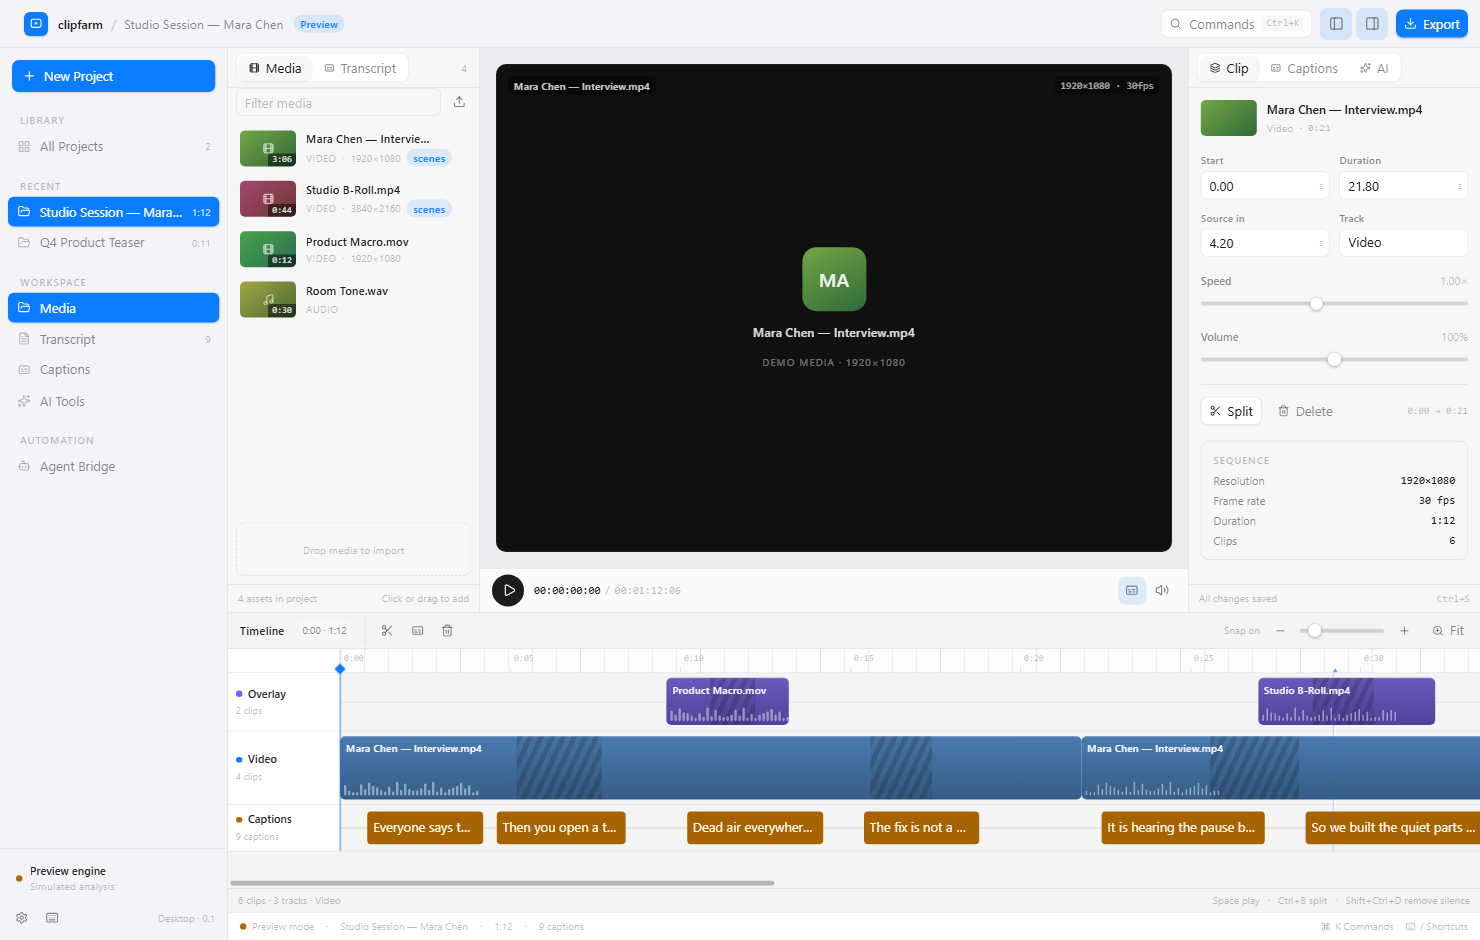 clipfarm / Studio Session — Mara Chen Preview
Commands Ctrl+K
Export
New Project
LIBRARY
All Projects 2
RECENT
Studio Session — Mara... 1:12
Q4 Product Teaser 0:11
WORKSPACE
Media
Transcript 9
Captions
AI Tools
AUTOMATION
Agent Bridge
Preview engine
Simulated analysis
Desktop · 0.1
Media Transcript 4
Filter media
Mara Chen — Intervie...
3:06 VIDEO · 1920×1080 scenes
Studio B-Roll.mp4
0:44 VIDEO · 3840×2160 scenes
Product Macro.mov
0:12 VIDEO · 1920×1080
Room Tone.wav
0:30 AUDIO
Drop media to import
4 assets in project Click or drag to add
Mara Chen — Interview.mp4 1920×1080 · 30fps
MA
Mara Chen — Interview.mp4
DEMO MEDIA · 1920×1080
00:00:00:00 / 00:01:12:06
Clip Captions AI
Mara Chen — Interview.mp4
Video · 0:21
Start Duration
0.00 s 21.80 s
Source in Track
4.20 s Video
Speed 1.00×
Volume 100%
Split Delete 0:00 → 0:21
SEQUENCE
Resolution 1920×1080
Frame rate 30 fps
Duration 1:12
Clips 6
All changes saved Ctrl+S
Timeline 0:00 · 1:12
Snap on Fit
0:00 0:05 0:10 0:15 0:20 0:25 0:30
Overlay
2 clips
Product Macro.mov Studio B-Roll.mp4
Video
4 clips
Mara Chen — Interview.mp4 Mara Chen — Interview.mp4
Captions
9 captions
Everyone says t... Then you open a t... Dead air everywher... The fix is not a ... It is hearing the pause b... So we built the quiet parts ...
6 clips · 3 tracks · Video
Space play · Ctrl+B split · Shift+Ctrl+D remove silence
Preview mode · Studio Session — Mara Chen · 1:12 · 9 captions
⌘ K Commands / Shortcuts